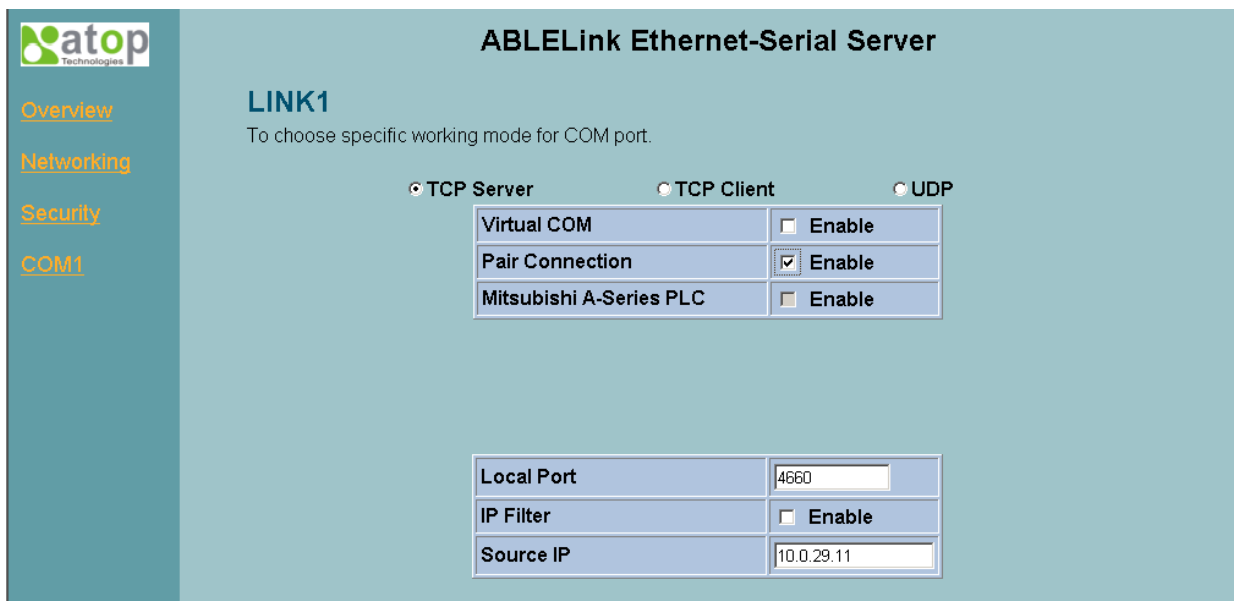 atop
Technologies
ABLELink Ethernet-Serial Server
Overview
Networking
Security
COM1
LINK1
To choose specific working mode for COM port.
TCP Server TCP Client UDP
Virtual COM Enable
Pair Connection Enable
Mitsubishi A-Series PLC Enable
Local Port 4660
IP Filter Enable
Source IP 10.0.29.11